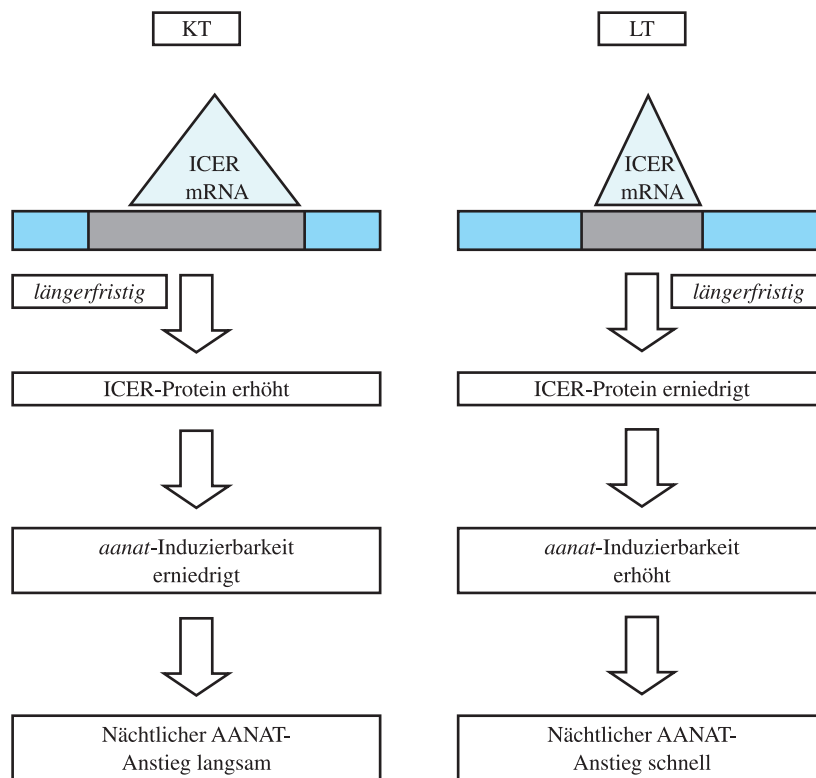 KT
ICER
mRNA
längerfristig
ICER-Protein erhöht
aanat-Induzierbarkeit
erniedrigt
Nächtlicher AANAT-
Anstieg langsam
LT
ICER
mRNA
längerfristig
ICER-Protein erniedrigt
aanat-Induzierbarkeit
erhöht
Nächtlicher AANAT-
Anstieg schnell